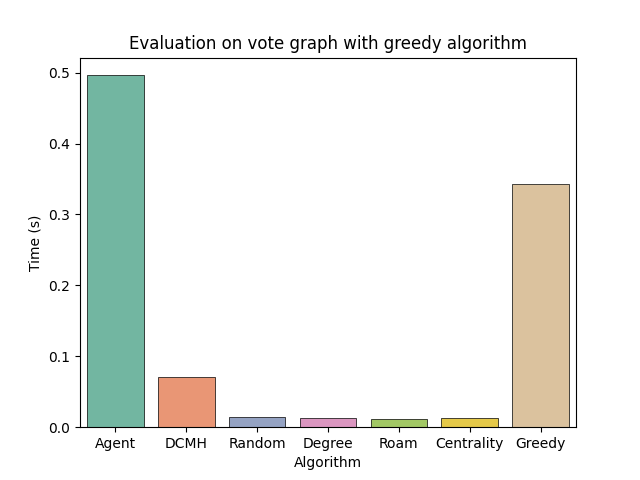 Evaluation on vote graph with greedy algorithm
0.5
0.4
0.3
0.2
0.1
0.0
Time (s)
Agent DCMH Random Degree Roam Centrality Greedy
Algorithm